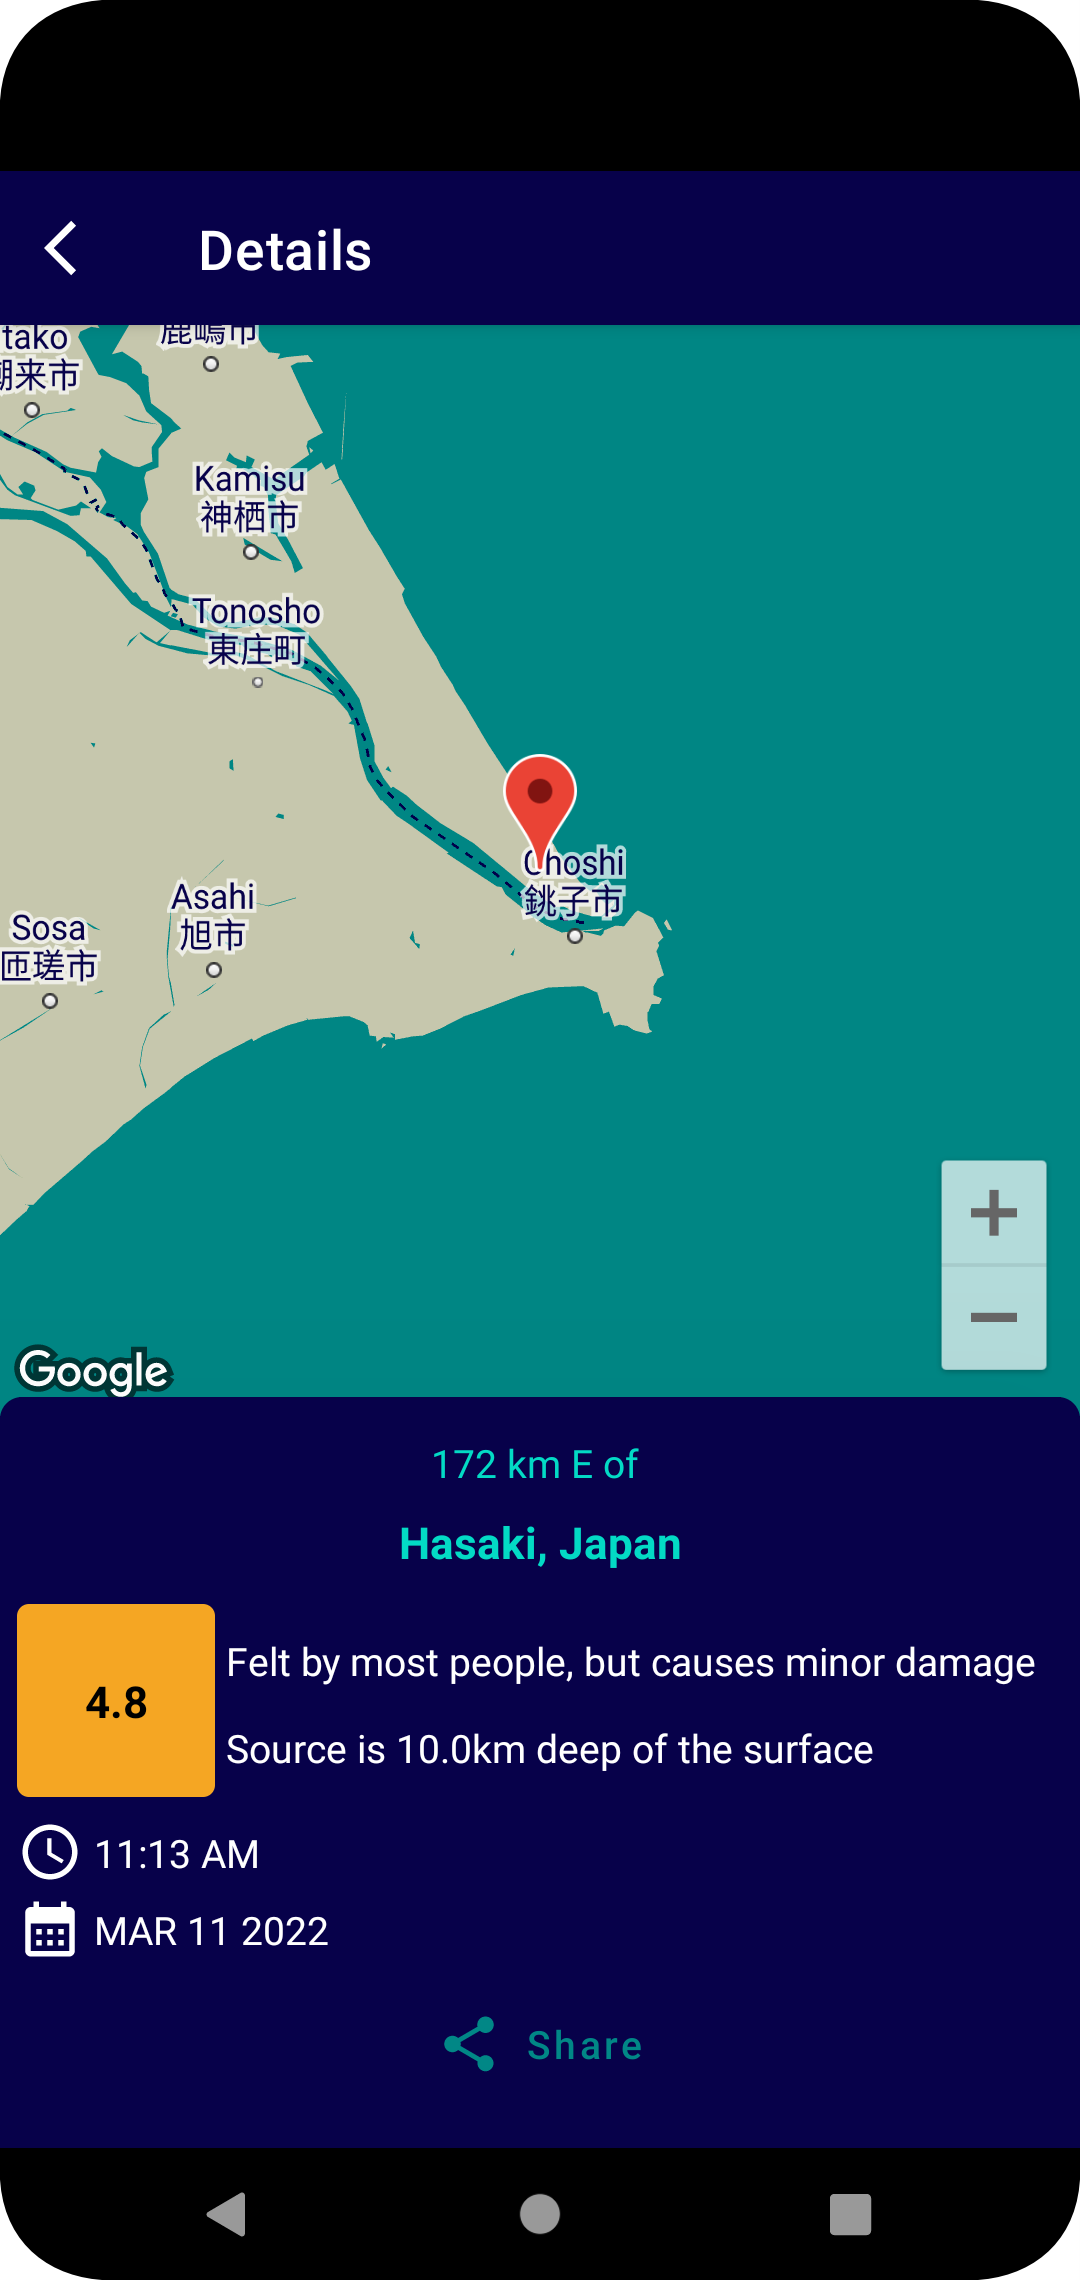 Details
tako
潮来市
鹿嶋市
Kamisu
神栖市
Tonosho
東庄町
Choshi
銚子市
Asahi
旭市
Sosa
匝瑳市
Google
172 km E of
Hasaki, Japan
4.8
Felt by most people, but causes minor damage
Source is 10.0km deep of the surface
11:13 AM
MAR 11 2022
Share